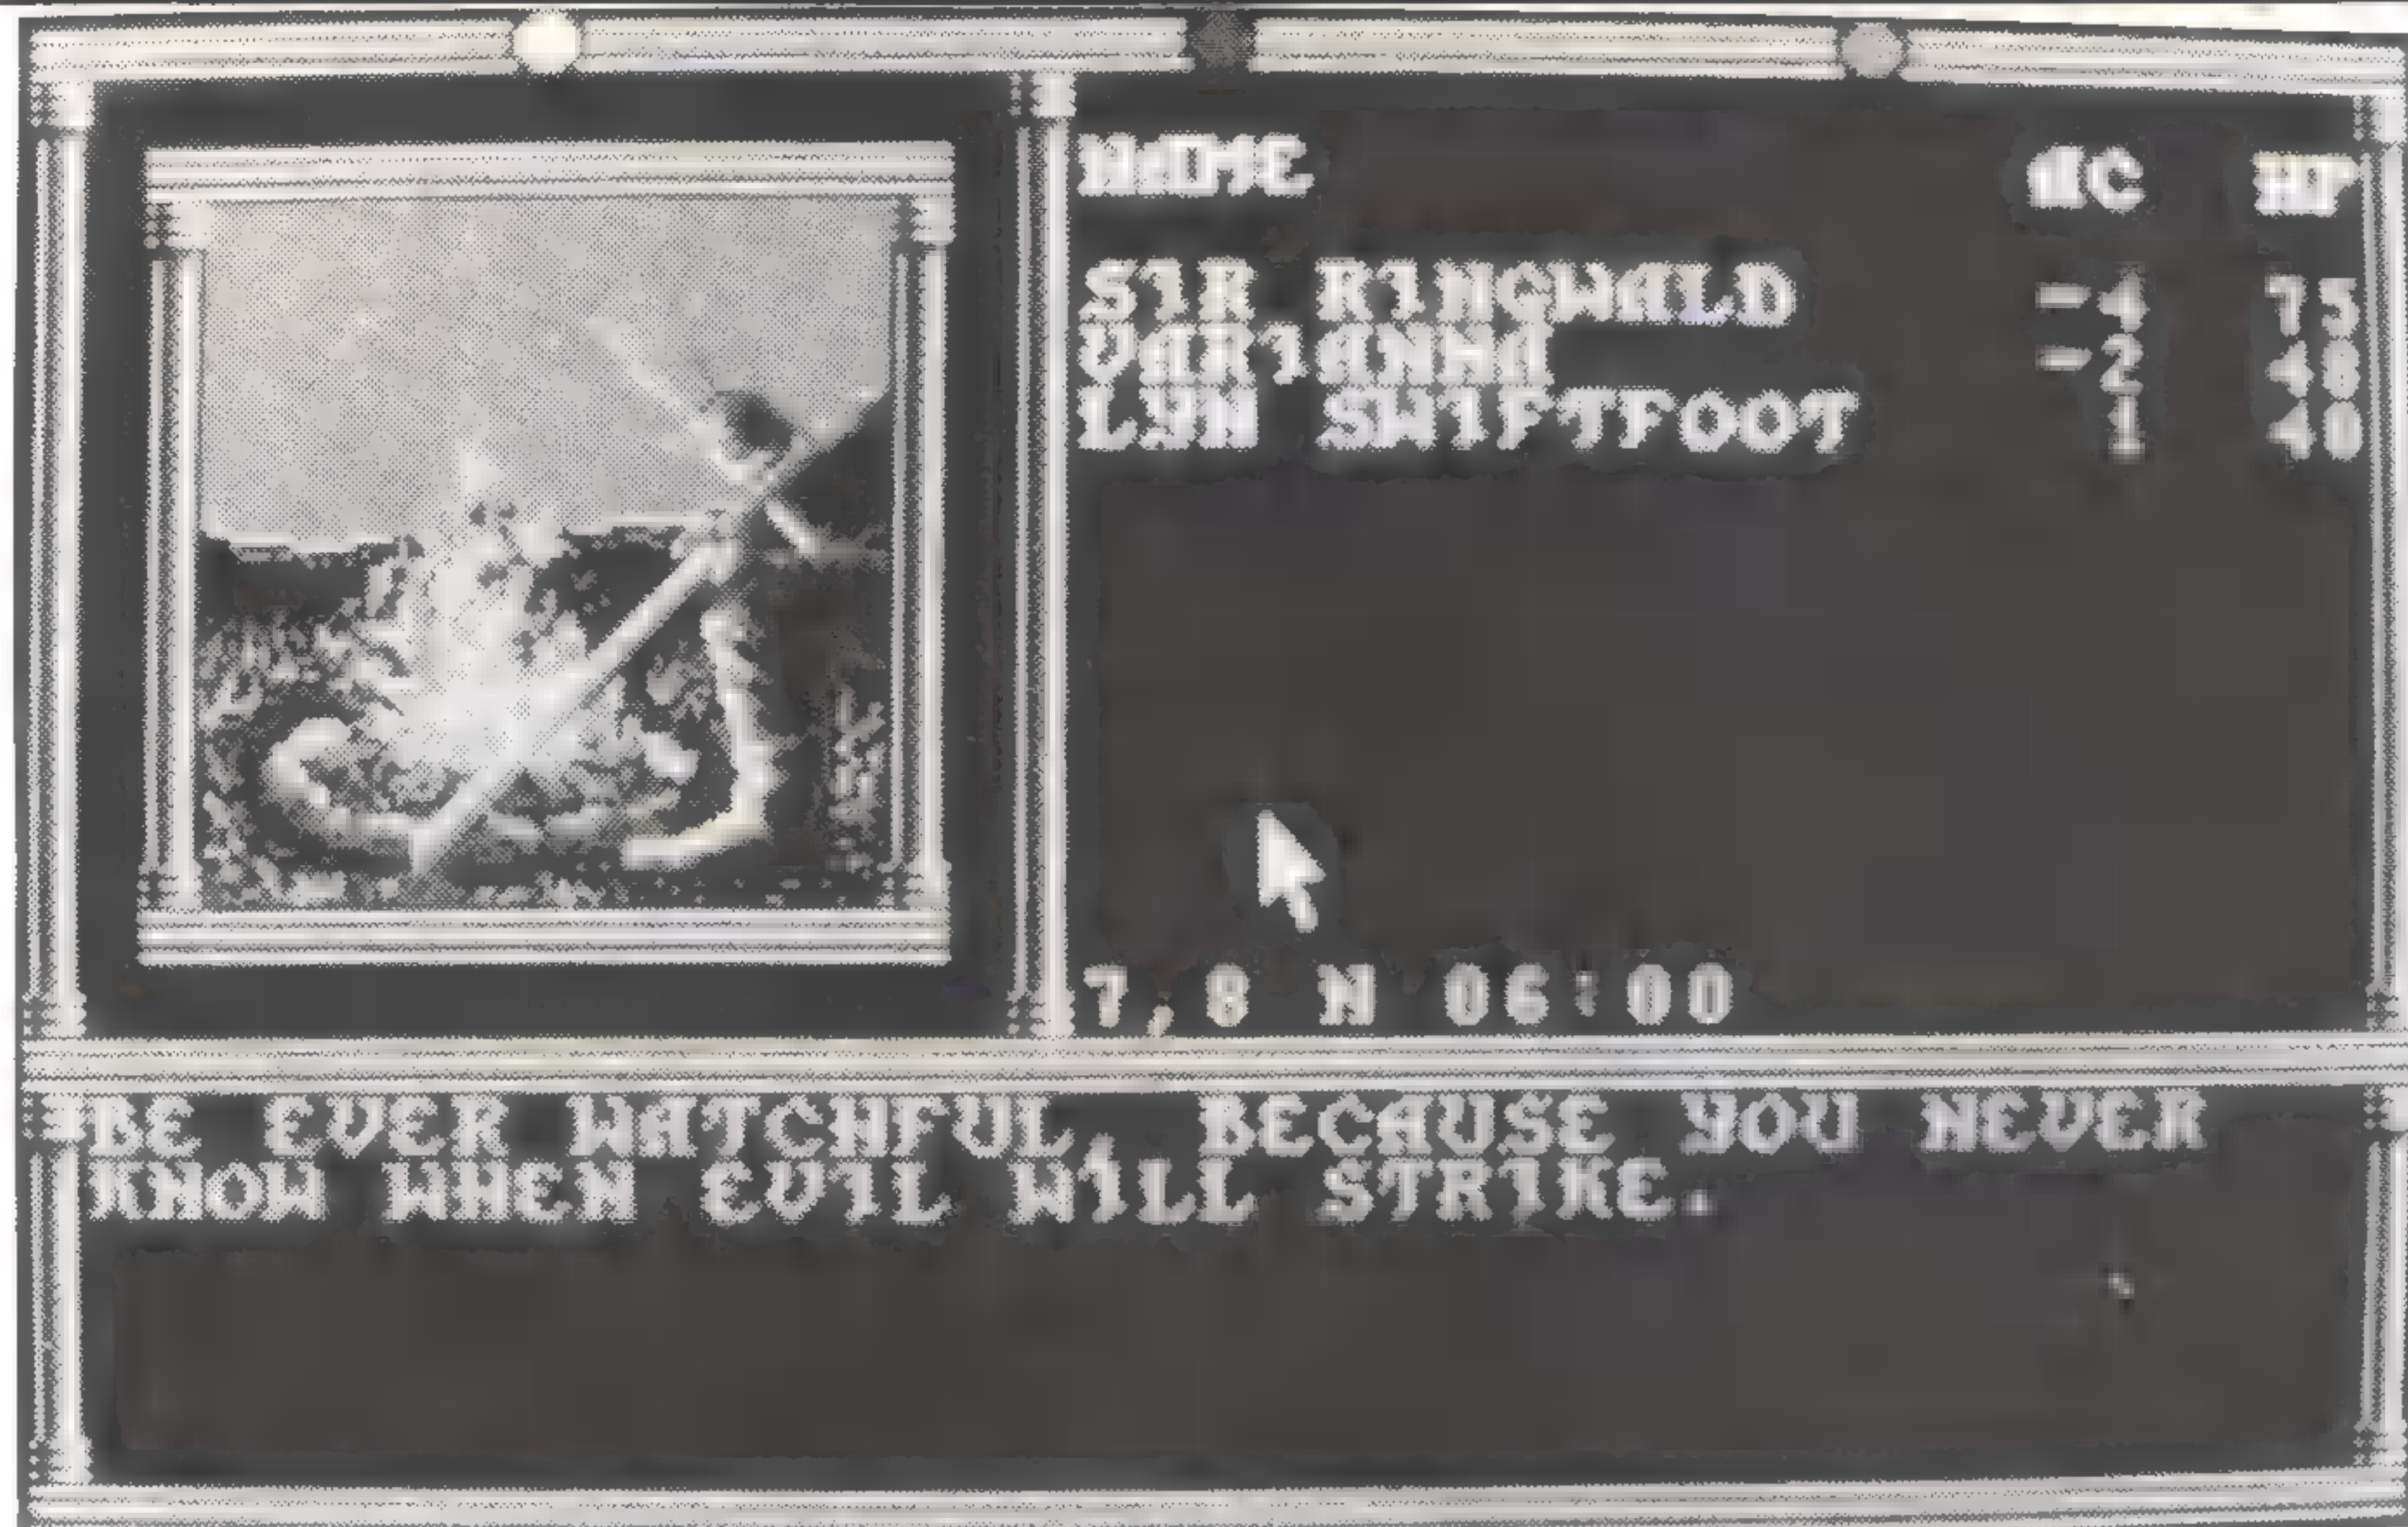 NAME AC HP
SIR RINGWALD -4 75
VARIANNA -2 48
LYN SWIFTFOOT 1 40
7,8 N 06:00
BE EVER WATCHFUL, BECAUSE YOU NEVER
KNOW WHEN EVIL WILL STRIKE.